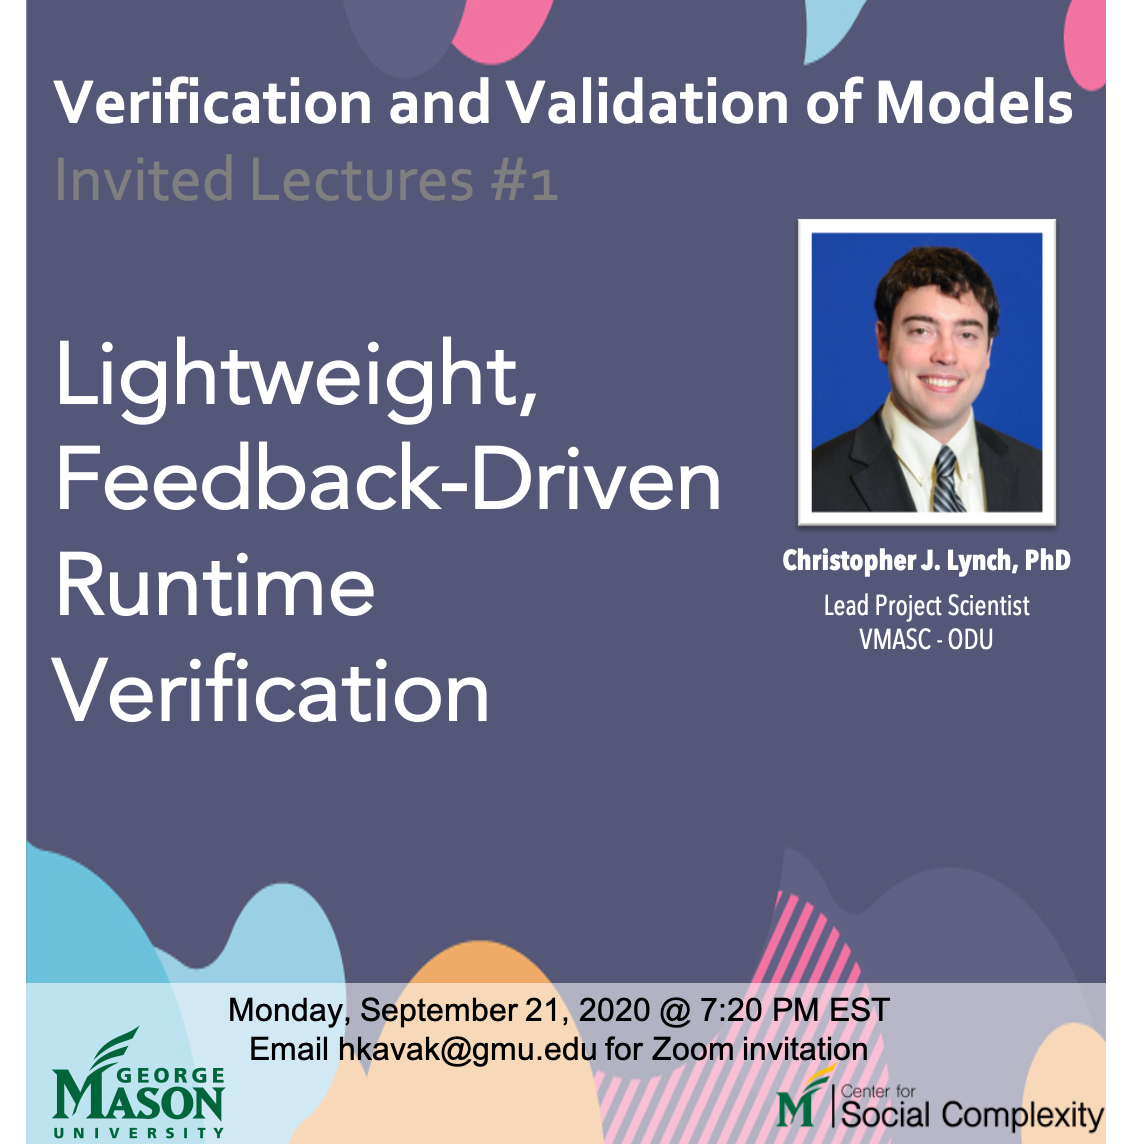 Verification and Validation of Models
Invited Lectures #1
Lightweight,
Feedback-Driven
Runtime
Verification
Christopher J. Lynch, PhD
Lead Project Scientist
VMASC - ODU
Monday, September 21, 2020 @ 7:20 PM EST
Email hkavak@gmu.edu for Zoom invitation
GEORGE
MASON
UNIVERSITY
M
Center for
Social Complexity